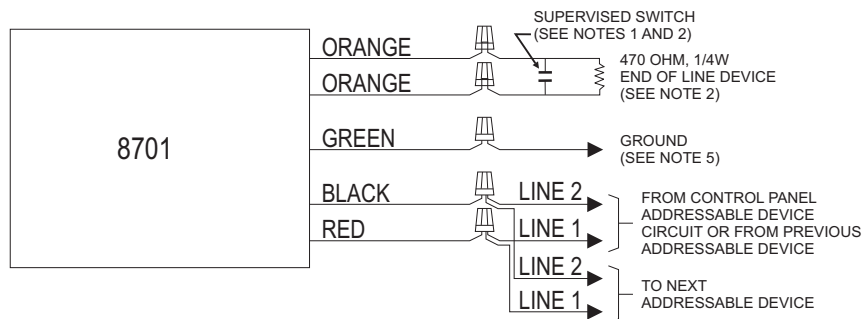 SUPERVISED SWITCH
(SEE NOTES 1 AND 2)
ORANGE
470 OHM, 1/4W
END OF LINE DEVICE
(SEE NOTE 2)
ORANGE
8701
GREEN
GROUND
(SEE NOTE 5)
BLACK
LINE 2
FROM CONTROL PANEL
ADDRESSABLE DEVICE
CIRCUIT OR FROM PREVIOUS
ADDRESSABLE DEVICE
RED
LINE 1
LINE 2
TO NEXT
ADDRESSABLE DEVICE
LINE 1